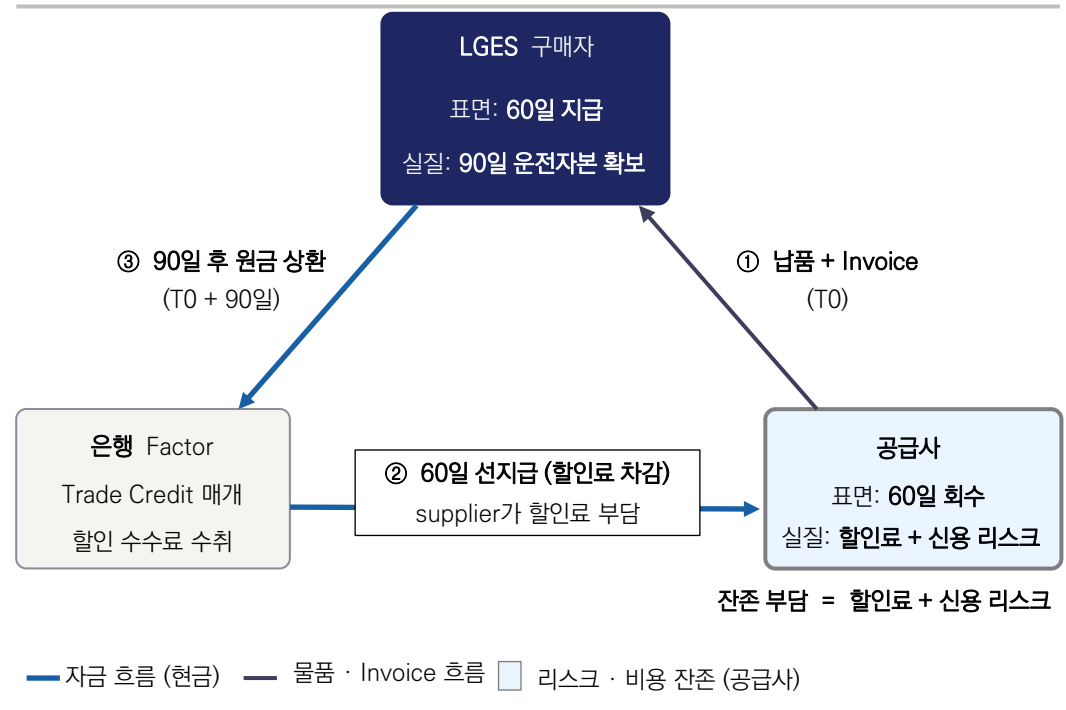 LGES 구매자
표면: 60일 지급
실질: 90일 운전자본 확보
③ 90일 후 원금 상환
(T0 + 90일)
① 납품 + Invoice
(T0)
은행 Factor
Trade Credit 매개
할인 수수료 수취
② 60일 선지급 (할인료 차감)
supplier가 할인료 부담
공급사
표면: 60일 회수
실질: 할인료 + 신용 리스크
잔존 부담 = 할인료 + 신용 리스크
자금 흐름 (현금)
물품 · Invoice 흐름
리스크 · 비용 잔존 (공급사)